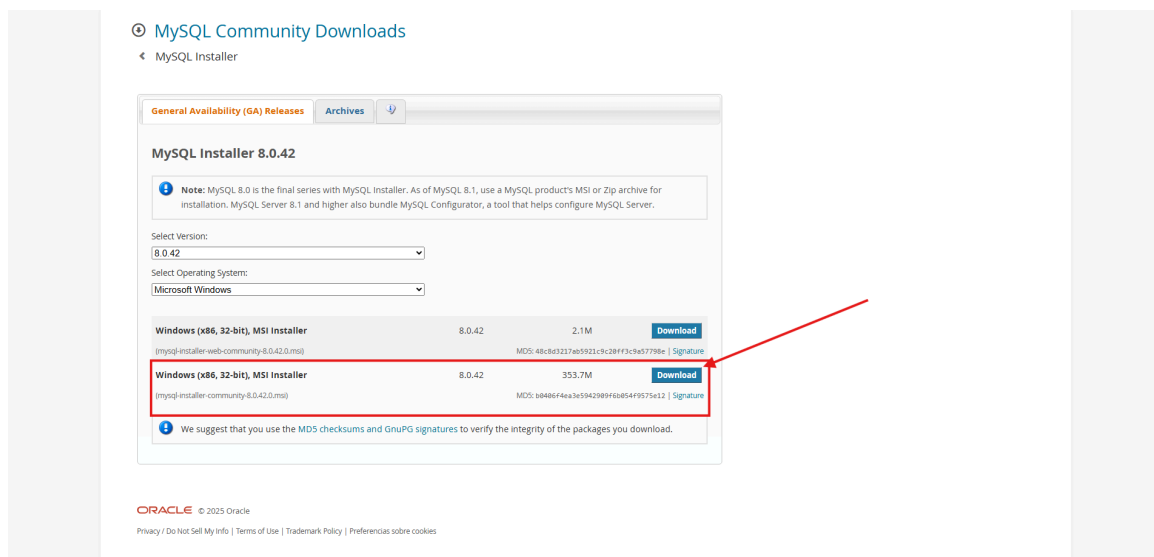 MySQL Community Downloads
MySQL Installer
General Availability (GA) Releases Archives
MySQL Installer 8.0.42
Note: MySQL 8.0 is the final series with MySQL Installer. As of MySQL 8.1, use a MySQL product's MSI or Zip archive for
installation. MySQL Server 8.1 and higher also bundle MySQL Configurator, a tool that helps configure MySQL Server.
Select Version:
8.0.42
Select Operating System:
Microsoft Windows
Windows (x86, 32-bit), MSI Installer 8.0.42 2.1M Download
(mysql-installer-web-community-8.0.42.0.msi) MD5: 48c8d3217ab5921c9c20ff3c9a57798e | Signature
Windows (x86, 32-bit), MSI Installer 8.0.42 353.7M Download
(mysql-installer-community-8.0.42.0.msi) MD5: b0406f4ea3e5942909f6b054f9575e12 | Signature
We suggest that you use the MD5 checksums and GnuPG signatures to verify the integrity of the packages you download.
ORACLE © 2025 Oracle
Privacy / Do Not Sell My Info | Terms of Use | Trademark Policy | Preferencias sobre cookies